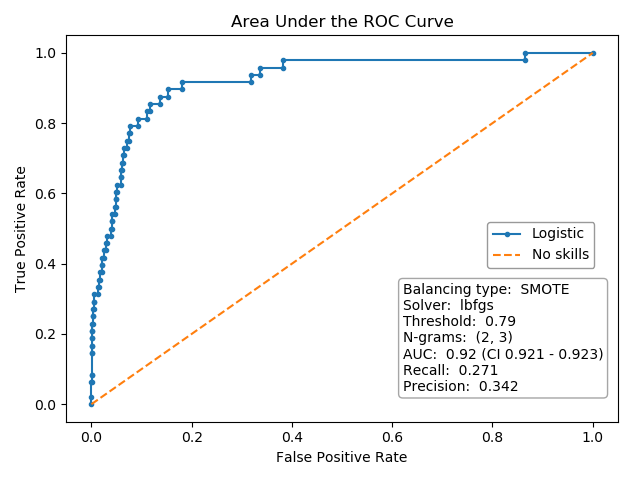 Area Under the ROC Curve
True Positive Rate
1.0
0.8
0.6
0.4
0.2
0.0
Logistic
No skills
Balancing type:  SMOTE
Solver:  lbfgs
Threshold:  0.79
N-grams:  (2, 3)
AUC:  0.92 (CI 0.921 - 0.923)
Recall:  0.271
Precision:  0.342
0.0 0.2 0.4 0.6 0.8 1.0
False Positive Rate